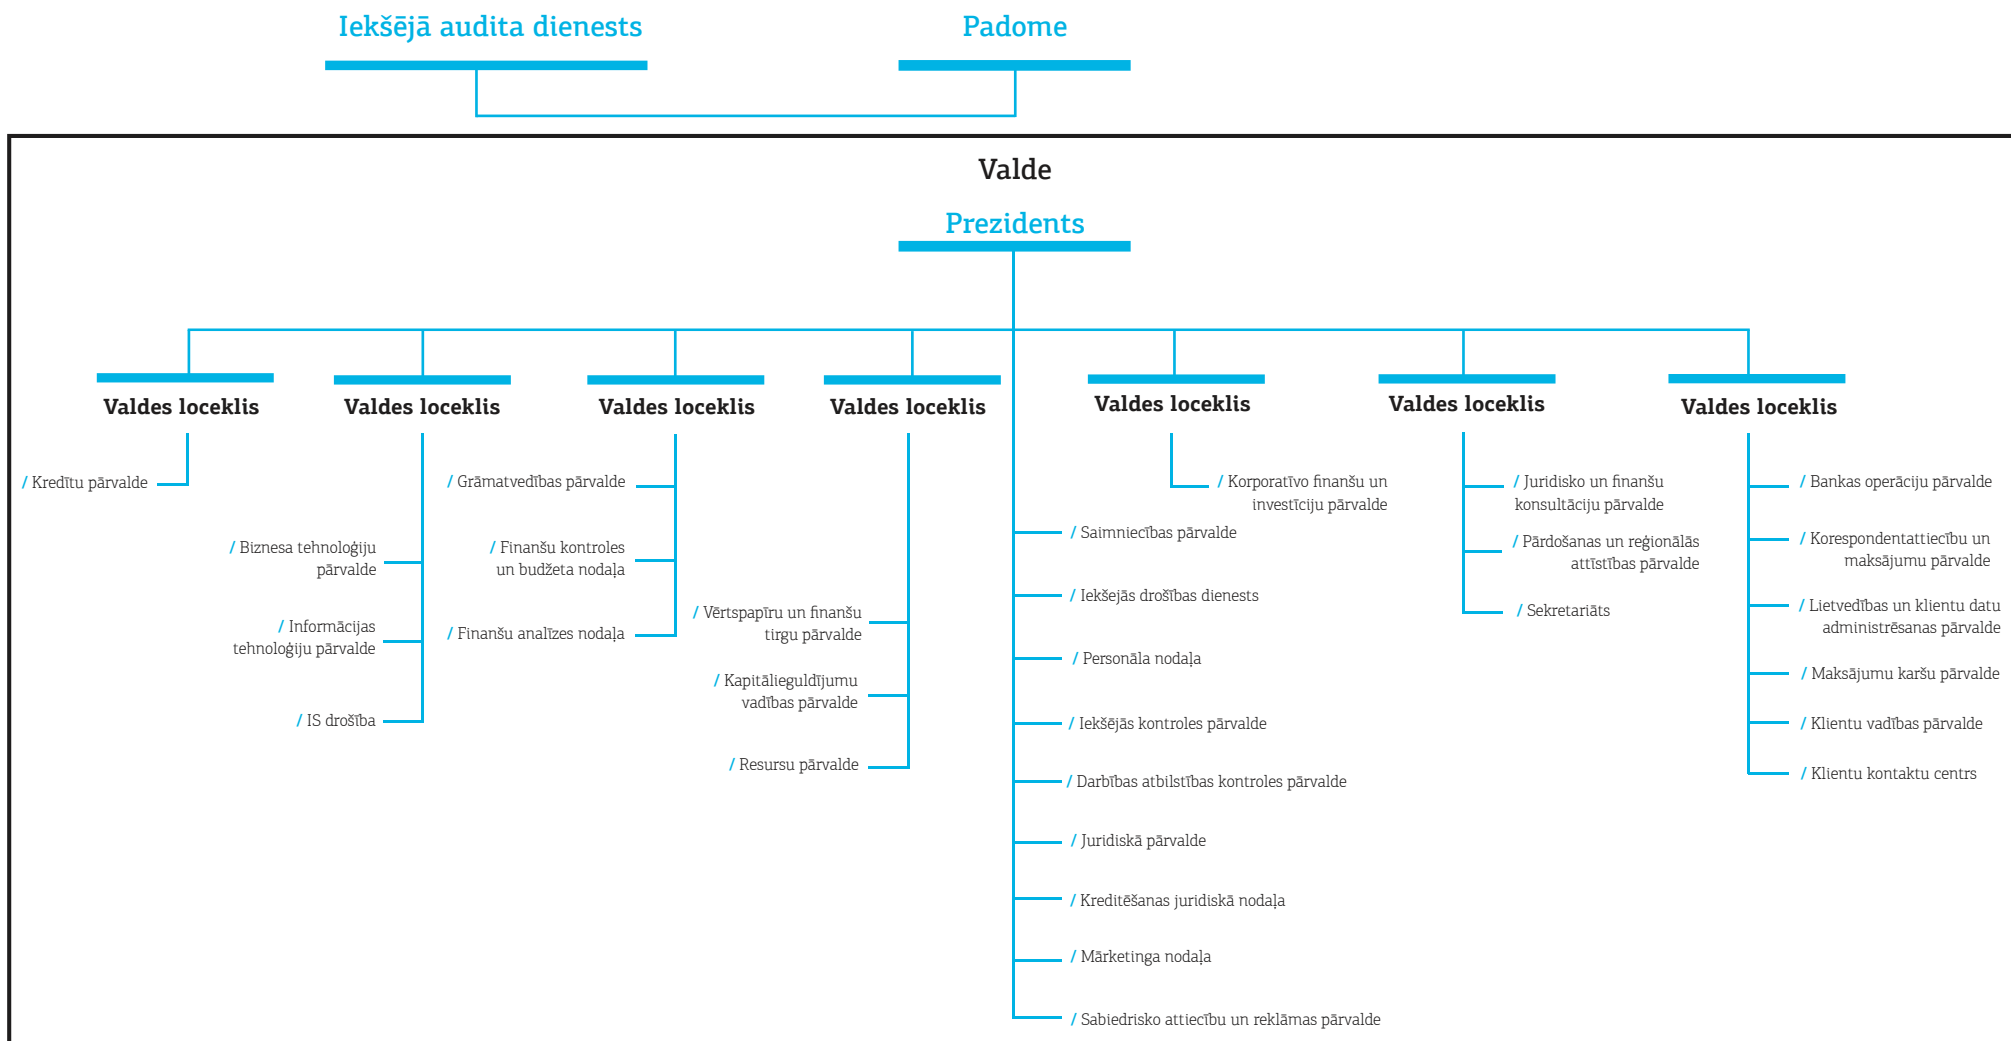 Iekšējā audita dienests
Padome
Valde
Prezidents
Valdes loceklis
/ Kredītu pārvalde
Valdes loceklis
/ Biznesa tehnoloģiju
pārvalde
/ Informācijas
tehnoloģiju pārvalde
/ IS drošība
Valdes loceklis
/ Grāmatvedības pārvalde
/ Finanšu kontroles
un budžeta nodaļa
/ Finanšu analīzes nodaļa
Valdes loceklis
/ Vērtspapīru un finanšu
tirgu pārvalde
/ Kapitālieguldījumu
vadības pārvalde
/ Resursu pārvalde
/ Saimniecības pārvalde
/ Iekšejās drošības dienests
/ Personāla nodaļa
/ Iekšējās kontroles pārvalde
/ Darbības atbilstības kontroles pārvalde
/ Juridiskā pārvalde
/ Kreditēšanas juridiskā nodaļa
/ Mārketinga nodaļa
/ Sabiedrisko attiecību un reklāmas pārvalde
Valdes loceklis
/ Korporatīvo finanšu un
investīciju pārvalde
Valdes loceklis
/ Juridisko un finanšu
konsultāciju pārvalde
/ Pārdošanas un reģionālās
attīstības pārvalde
/ Sekretariāts
Valdes loceklis
/ Bankas operāciju pārvalde
/ Korespondentattiecību un
maksājumu pārvalde
/ Lietvedības un klientu datu
administrēsanas pārvalde
/ Maksājumu karšu pārvalde
/ Klientu vadības pārvalde
/ Klientu kontaktu centrs